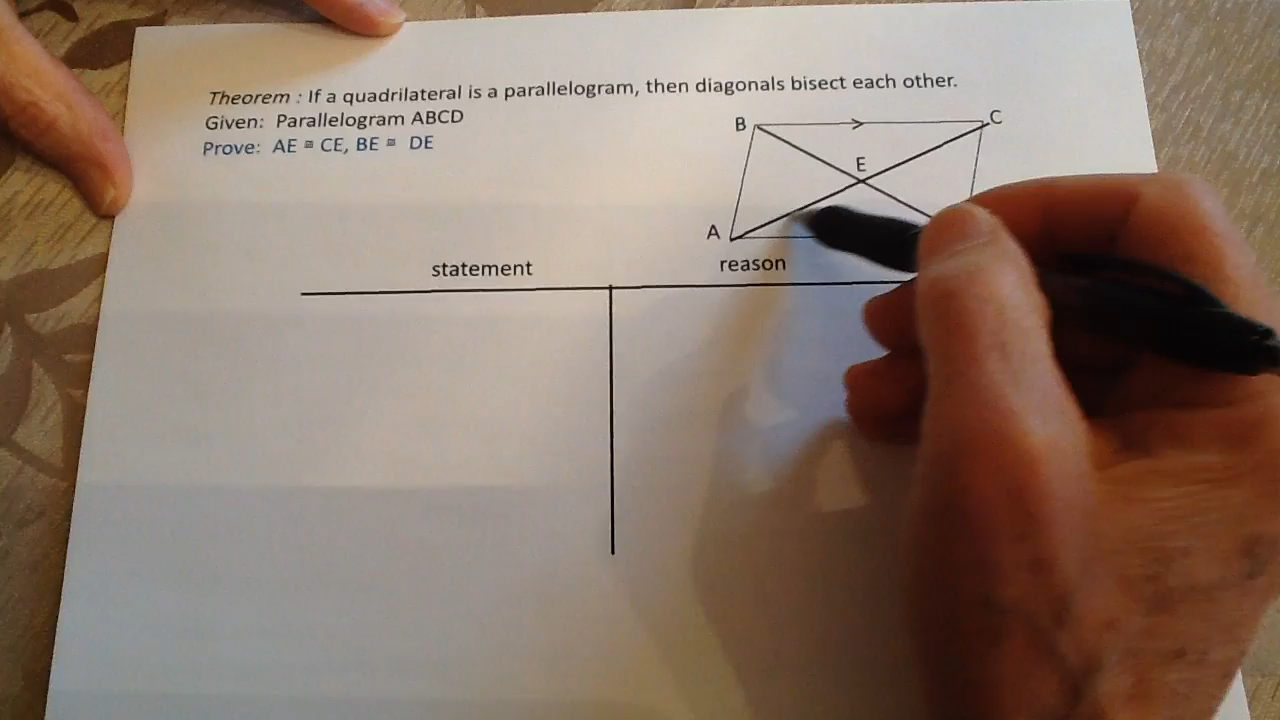 Theorem : If a quadrilateral is a parallelogram, then diagonals bisect each other.
Given: Parallelogram ABCD
Prove: AE ≅ CE, BE ≅ DE
B
C
E
A
statement
reason